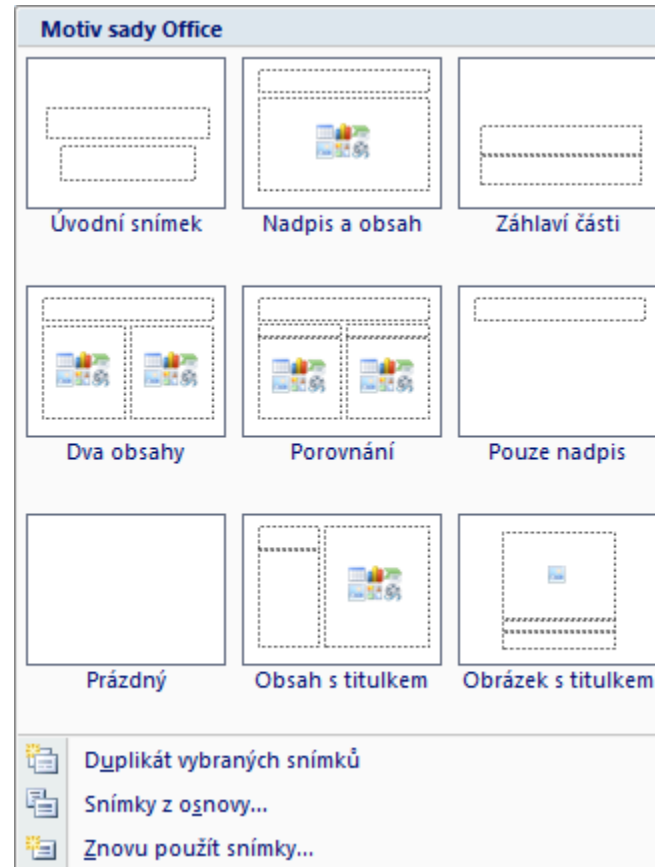 Motiv sady Office
Úvodní snímek
Nadpis a obsah
Záhlaví části
Dva obsahy
Porovnání
Pouze nadpis
Prázdný
Obsah s titulkem
Obrázek s titulkem
Duplikát vybraných snímků
Snímky z osnovy...
Znovu použít snímky...